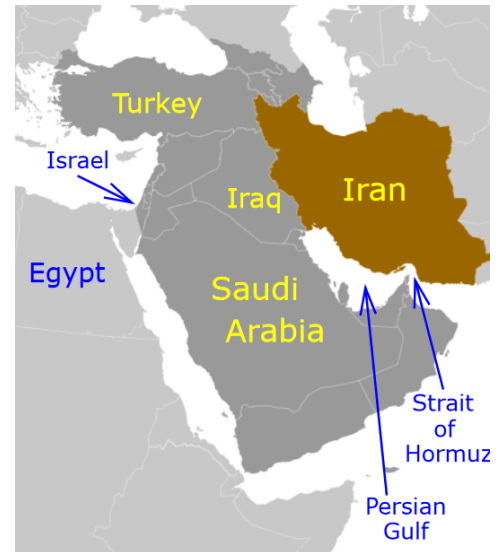 Turkey
Israel
Iraq
Iran
Egypt
Saudi
Arabia
Strait
of
Hormuz
Persian
Gulf